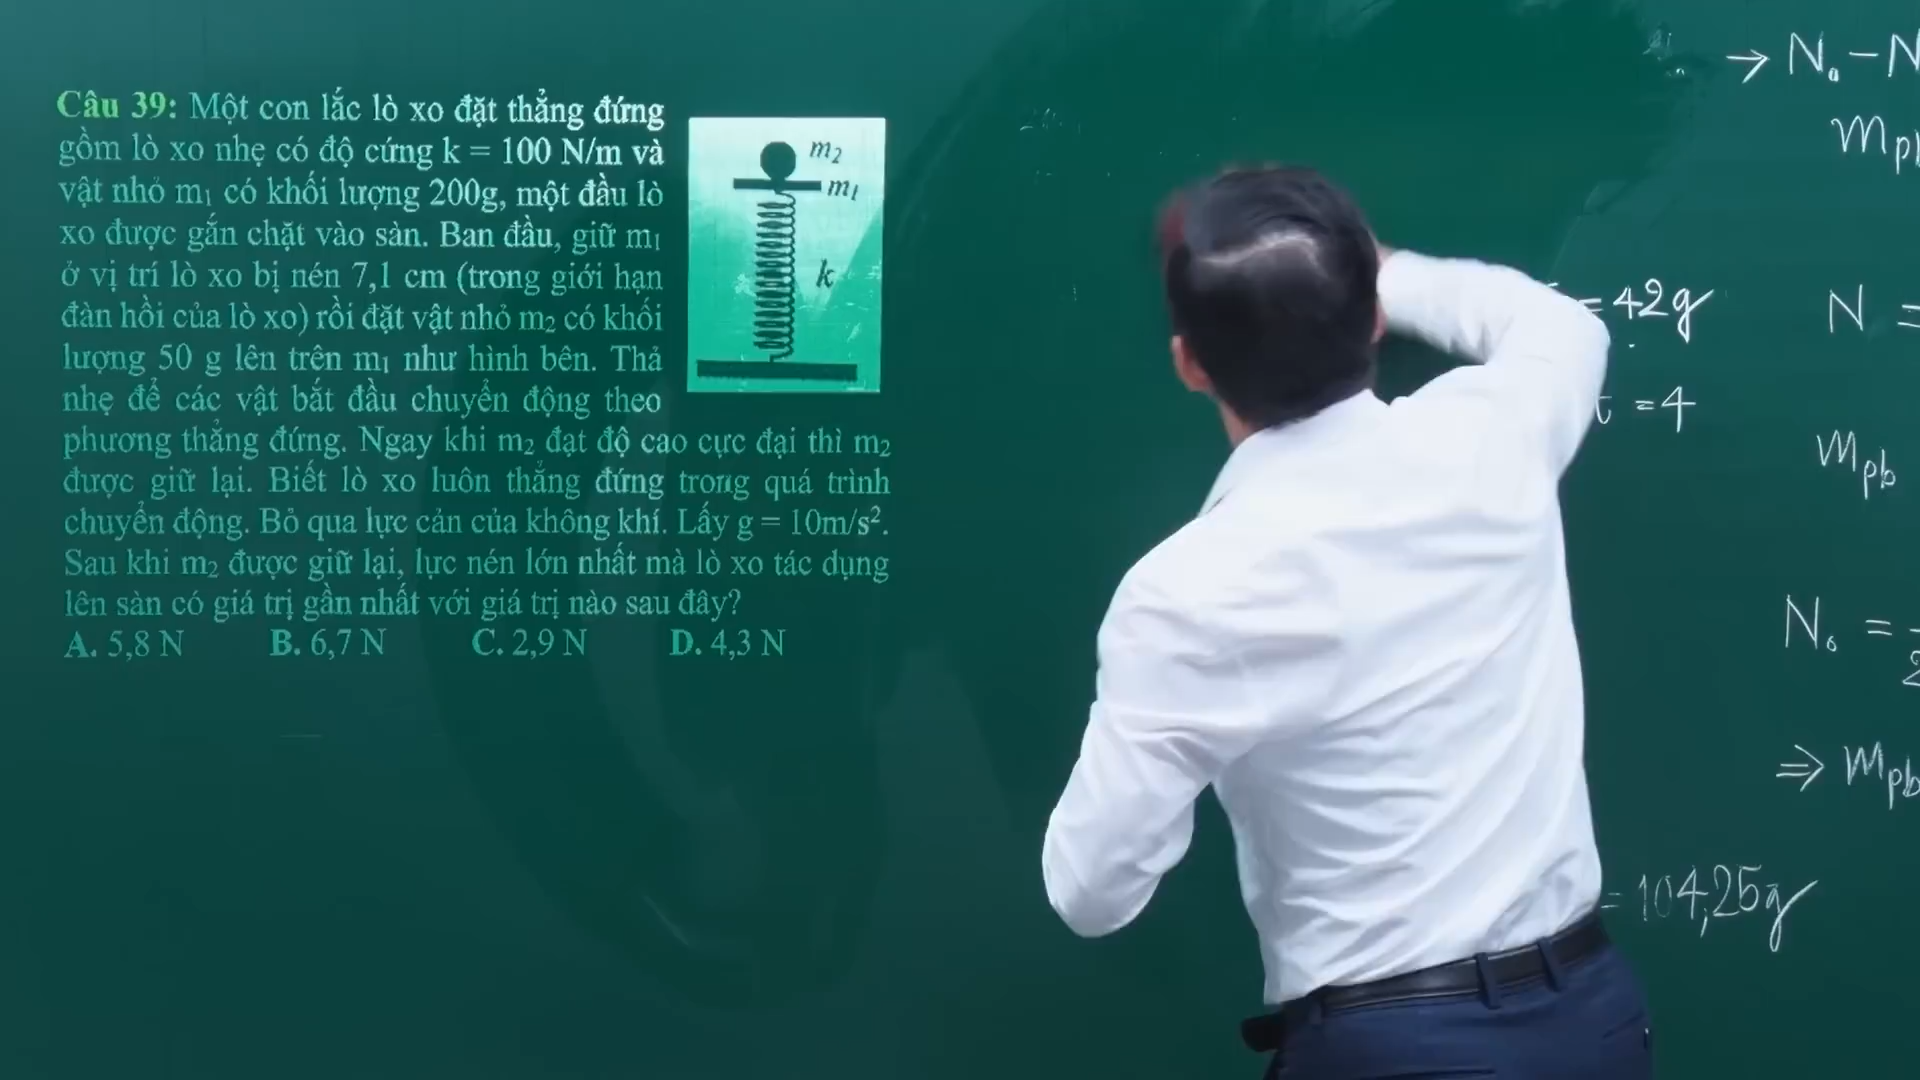 Câu 39: Một con lắc lò xo đặt thẳng đứng
gồm lò xo nhẹ có độ cứng k = 100 N/m và
vật nhỏ m₁ có khối lượng 200g, một đầu lò
xo được gắn chặt vào sàn. Ban đầu, giữ m₁
ở vị trí lò xo bị nén 7,1 cm (trong giới hạn
đàn hồi của lò xo) rồi đặt vật nhỏ m₂ có khối
lượng 50 g lên trên m₁ như hình bên. Thả
nhẹ để các vật bắt đầu chuyển động theo
phương thẳng đứng. Ngay khi m₂ đạt độ cao cực đại thì m₂
được giữ lại. Biết lò xo luôn thẳng đứng trong quá trình
chuyển động. Bỏ qua lực cản của không khí. Lấy g = 10m/s².
Sau khi m₂ được giữ lại, lực nén lớn nhất mà lò xo tác dụng
lên sàn có giá trị gần nhất với giá trị nào sau đây?
A. 5,8 N B. 6,7 N C. 2,9 N D. 4,3 N
m₂
m₁
k
= 42g
t = 4
= 104,25g
→ N₀ – N
mpb
N =
mpb
N₀ =
⇒ mpb